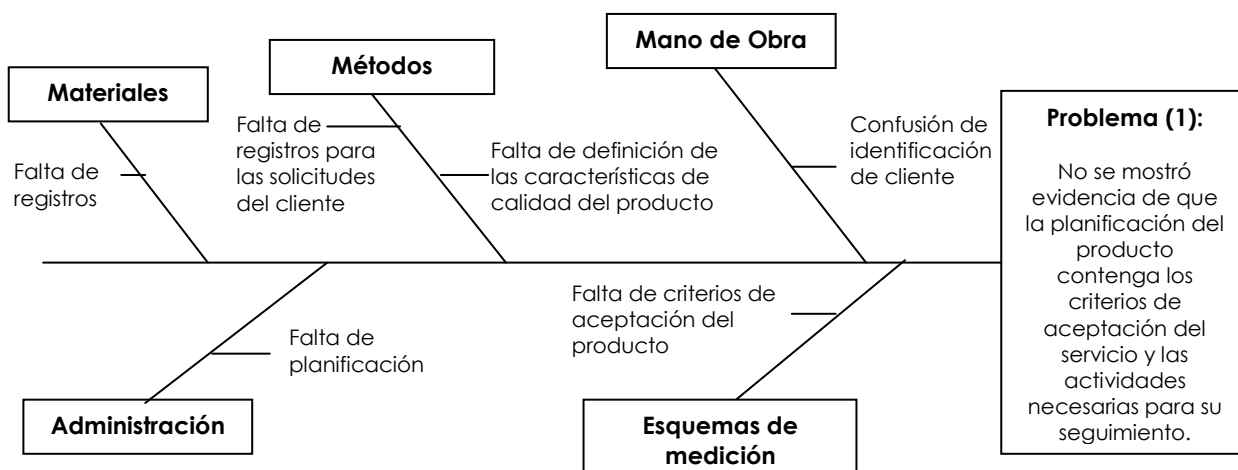 Mano de Obra
Métodos
Materiales
Falta de
registros
Falta de
registros para
las solicitudes
del cliente
Falta de definición de
las características de
calidad del producto
Confusión de
identificación
de cliente
Problema (1):
No se mostró
evidencia de que
la planificación del
producto
contenga los
criterios de
aceptación del
servicio y las
actividades
necesarias para su
seguimiento.
Falta de
planificación
Falta de criterios de
aceptación del
producto
Administración
Esquemas de
medición